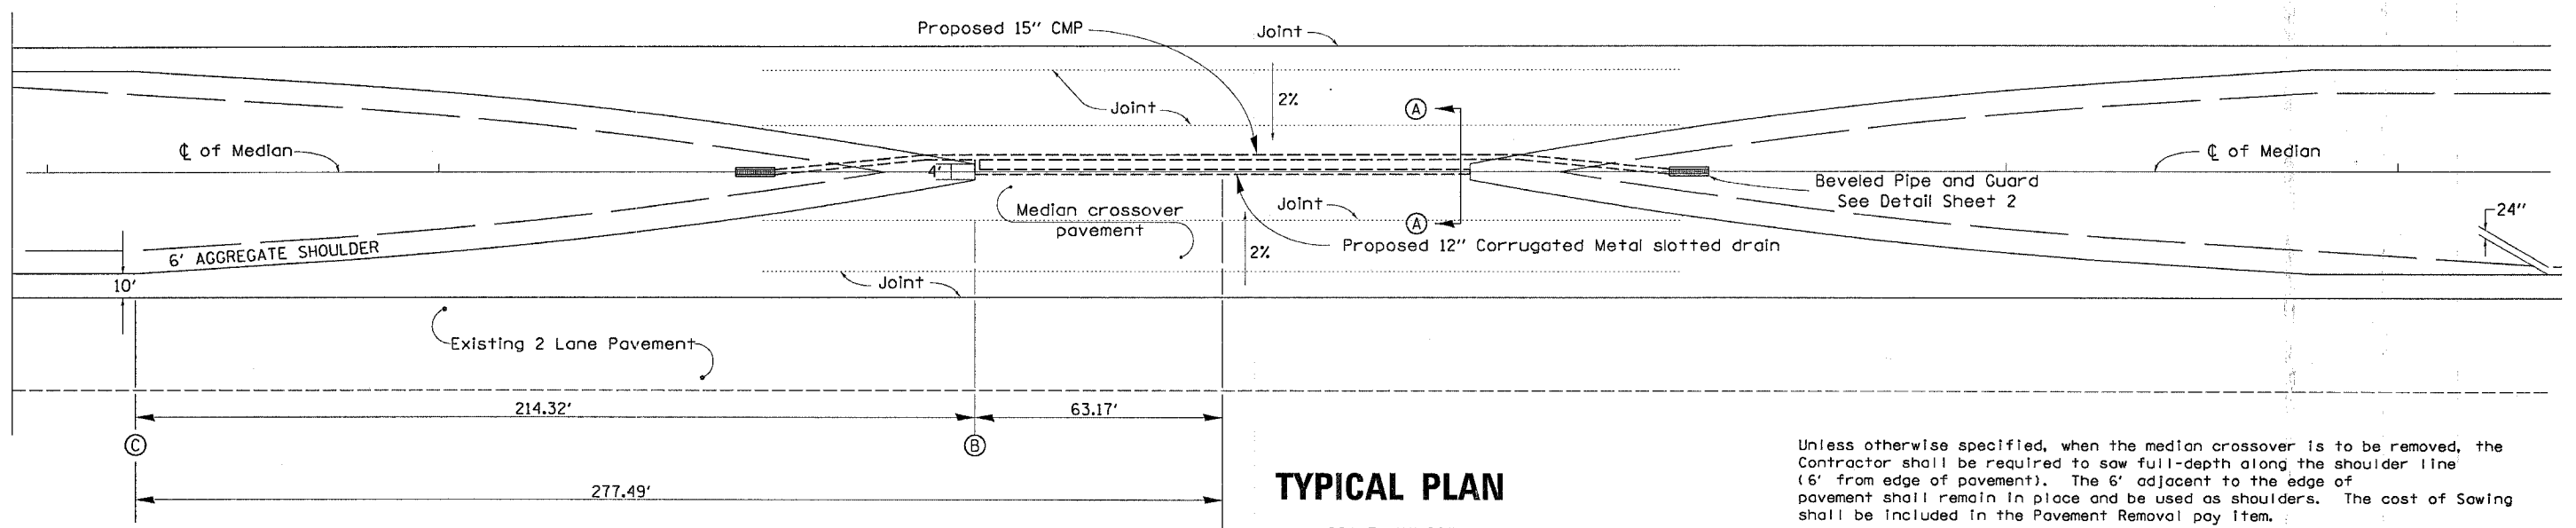 Proposed 15" CMP
Joint
Joint
2%
A
℄ of Median
℄ of Median
4'
Beveled Pipe and Guard
See Detail Sheet 2
Median crossover
pavement
Joint
A
24"
Proposed 12" Corrugated Metal slotted drain
6' AGGREGATE SHOULDER
2%
10'
Joint
Existing 2 Lane Pavement
214.32'
63.17'
C
B
277.49'
TYPICAL PLAN
Unless otherwise specified, when the median crossover is to be removed, the
Contractor shall be required to saw full-depth along the shoulder line
(6' from edge of pavement). The 6' adjacent to the edge of
pavement shall remain in place and be used as shoulders. The cost of Sawing
shall be included in the Pavement Removal pay item.